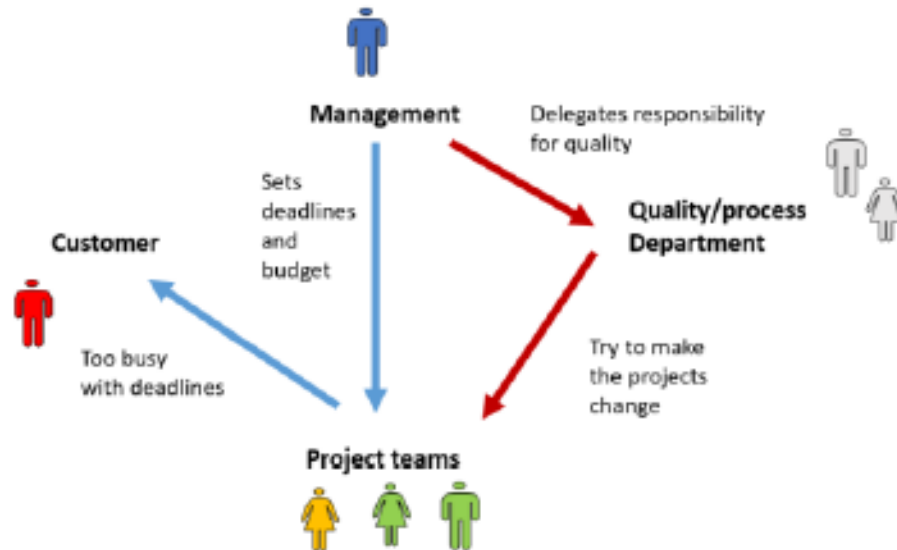 Management
Delegates responsibility
for quality
Sets
deadlines
and
budget
Quality/process
Department
Customer
Too busy
with deadlines
Try to make
the projects
change
Project teams